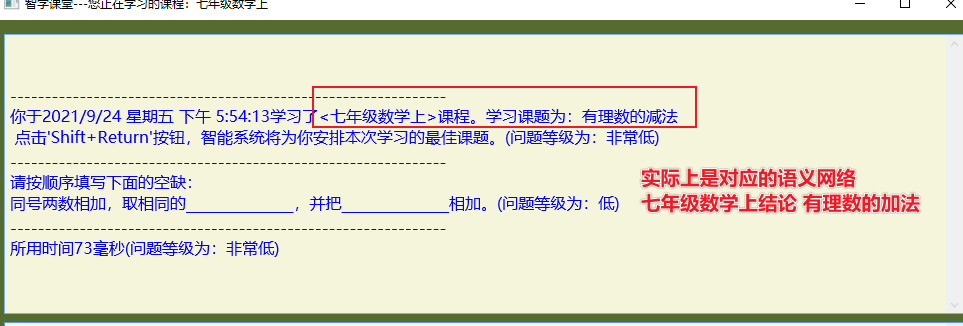 智学课堂---您正在学习的课程：七年级数学上
--------------------------------------------------------------
你于2021/9/24 星期五 下午 5:54:13学习了<七年级数学上>课程。学习课题为：有理数的减法
点击'Shift+Return'按钮，智能系统将为你安排本次学习的最佳课题。(问题等级为：非常低)
--------------------------------------------------------------
请按顺序填写下面的空缺：
同号两数相加，取相同的______________，并把______________相加。(问题等级为：低)
--------------------------------------------------------------
所用时间73毫秒(问题等级为：非常低)
实际上是对应的语义网络
七年级数学上结论 有理数的加法